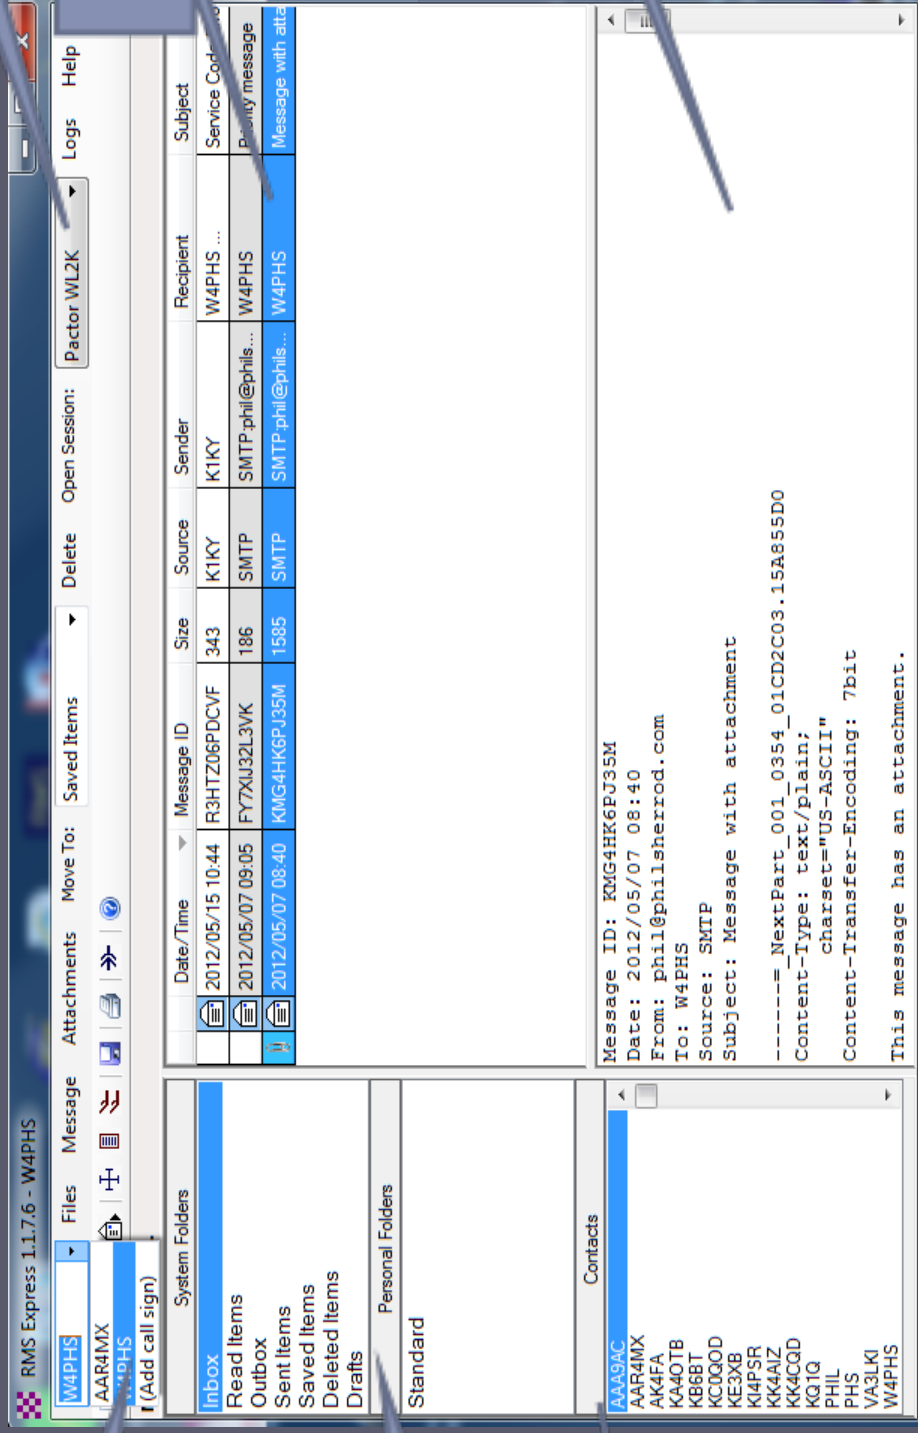 RMS Express 1.1.7.6 - W4PHS
W4PHS Files Message Attachments Move To: Saved Items Delete Open Session: Pactor WL2K Logs Help
AAR4MX
W4PHS
(Add call sign)
System Folders
Inbox
Read Items
Outbox
Sent Items
Saved Items
Deleted Items
Drafts
Personal Folders
Standard
Contacts
AAA9AC
AAR4MX
AK4FA
KA4OTB
KB6BT
KC0QOD
KE3XB
KI4PSR
KK4AIZ
KK4CQD
KQ1Q
PHIL
PHS
VA3LKI
W4PHS
Date/Time Message ID Size Source Sender Recipient Subject
2012/05/15 10:44 R3HTZ06PDCVF 343 K1KY K1KY W4PHS ... Service Cod
2012/05/07 09:05 FY7XIJ32L3VK 186 SMTP SMTP:phil@phils... W4PHS Priority message
2012/05/07 08:40 KMG4HK6PJ35M 1585 SMTP SMTP:phil@phils... W4PHS Message with atta
Message ID: KMG4HK6PJ35M
Date: 2012/05/07 08:40
From: phil@philsherrod.com
To: W4PHS
Source: SMTP
Subject: Message with attachment
------=_NextPart_001_0354_01CD2C03.15A855D0
Content-Type: text/plain;
charset="US-ASCII"
Content-Transfer-Encoding: 7bit
This message has an attachment.